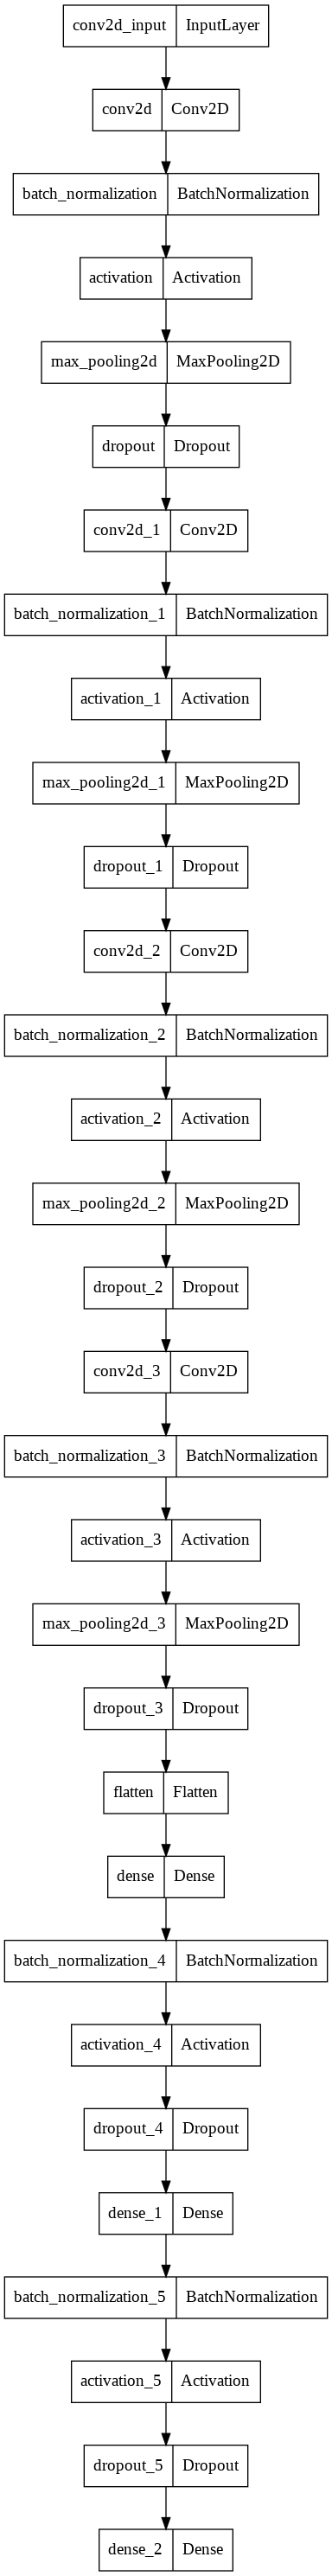 conv2d_input InputLayer
conv2d Conv2D
batch_normalization BatchNormalization
activation Activation
max_pooling2d MaxPooling2D
dropout Dropout
conv2d_1 Conv2D
batch_normalization_1 BatchNormalization
activation_1 Activation
max_pooling2d_1 MaxPooling2D
dropout_1 Dropout
conv2d_2 Conv2D
batch_normalization_2 BatchNormalization
activation_2 Activation
max_pooling2d_2 MaxPooling2D
dropout_2 Dropout
conv2d_3 Conv2D
batch_normalization_3 BatchNormalization
activation_3 Activation
max_pooling2d_3 MaxPooling2D
dropout_3 Dropout
flatten Flatten
dense Dense
batch_normalization_4 BatchNormalization
activation_4 Activation
dropout_4 Dropout
dense_1 Dense
batch_normalization_5 BatchNormalization
activation_5 Activation
dropout_5 Dropout
dense_2 Dense